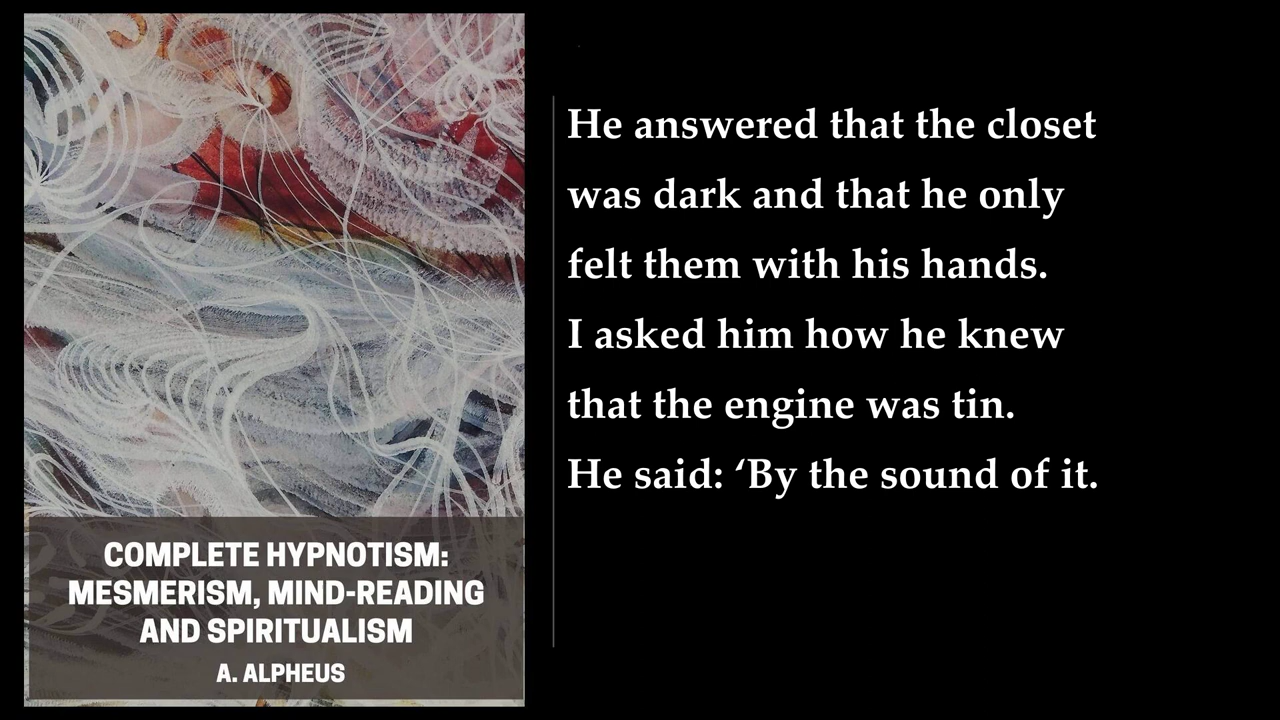 COMPLETE HYPNOTISM:
MESMERISM, MIND-READING
AND SPIRITUALISM
A. ALPHEUS
He answered that the closet
was dark and that he only
felt them with his hands.
I asked him how he knew
that the engine was tin.
He said: ‘By the sound of it.